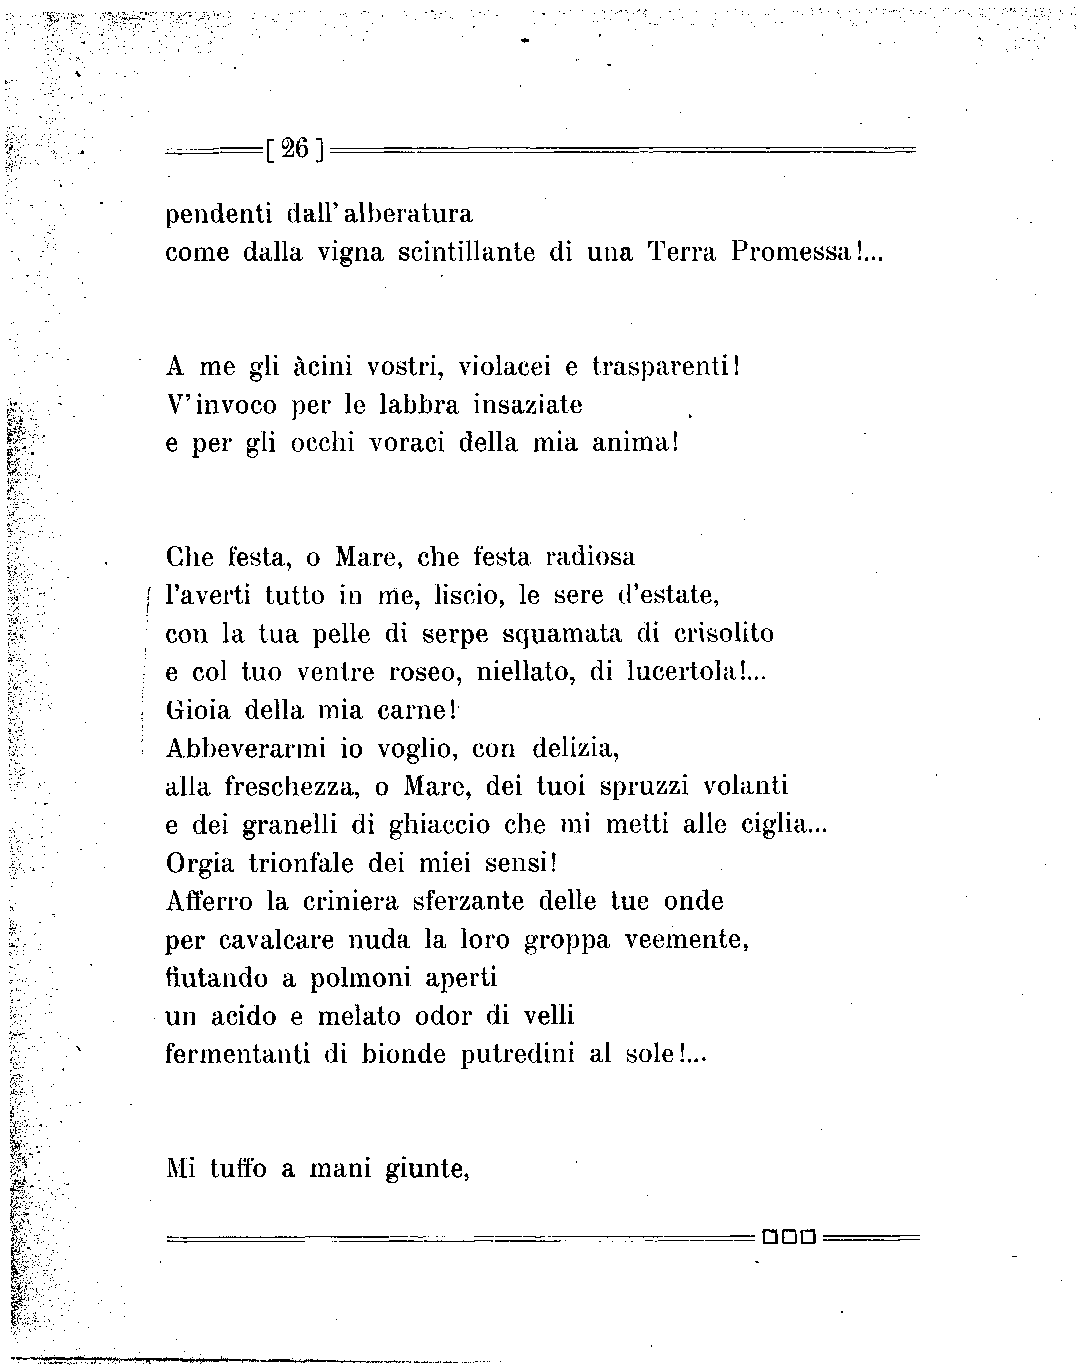 [ 26 ]
pendenti dall'alberatura
come dalla vigna scintillante di una Terra Promessa!...
A me gli àcini vostri, violacei e trasparenti!
V'invoco per le labbra insaziate
e per gli occhi voraci della mia anima!
Che festa, o Mare, che festa radiosa
l'averti tutto in me, liscio, le sere d'estate,
con la tua pelle di serpe squamata di crisolito
e col tuo ventre roseo, niellato, di lucertola!...
Gioia della mia carne!
Abbeverarmi io voglio, con delizia,
alla freschezza, o Mare, dei tuoi spruzzi volanti
e dei granelli di ghiaccio che mi metti alle ciglia...
Orgia trionfale dei miei sensi!
Afferro la criniera sferzante delle tue onde
per cavalcare nuda la loro groppa veemente,
fiutando a polmoni aperti
un acido e melato odor di velli
fermentanti di bionde putredini al sole!...
Mi tuffo a mani giunte,